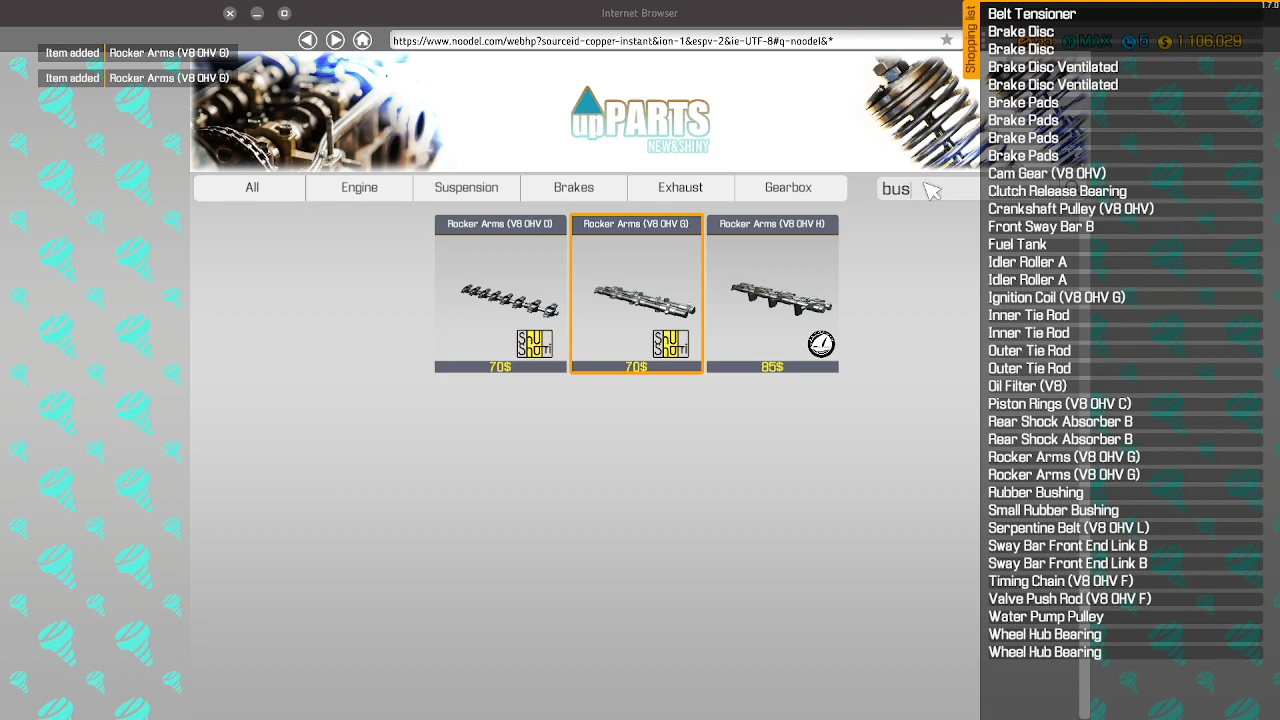 Internet Browser
1.7.0
https://www.noodel.com/webhp?sourceid-copper-instant&ion-1&espv-2&ie-UTF-8#q-noodel&*
Item added Rocker Arms (V8 OHV G)
Item added Rocker Arms (V8 OHV G)
upPARTS
NEW&SHINY
All Engine Suspension Brakes Exhaust Gearbox
bus
Rocker Arms (V8 OHV D) Rocker Arms (V8 OHV G) Rocker Arms (V8 OHV H)
70$ 70$ 85$
Shopping list
MAX 5 $ 1,106,029
Belt Tensioner
Brake Disc
Brake Disc
Brake Disc Ventilated
Brake Disc Ventilated
Brake Pads
Brake Pads
Brake Pads
Brake Pads
Cam Gear (V8 OHV)
Clutch Release Bearing
Crankshaft Pulley (V8 OHV)
Front Sway Bar B
Fuel Tank
Idler Roller A
Idler Roller A
Ignition Coil (V8 OHV G)
Inner Tie Rod
Inner Tie Rod
Outer Tie Rod
Outer Tie Rod
Oil Filter (V8)
Piston Rings (V8 OHV C)
Rear Shock Absorber B
Rear Shock Absorber B
Rocker Arms (V8 OHV G)
Rocker Arms (V8 OHV G)
Rubber Bushing
Small Rubber Bushing
Serpentine Belt (V8 OHV L)
Sway Bar Front End Link B
Sway Bar Front End Link B
Timing Chain (V8 OHV F)
Valve Push Rod (V8 OHV F)
Water Pump Pulley
Wheel Hub Bearing
Wheel Hub Bearing